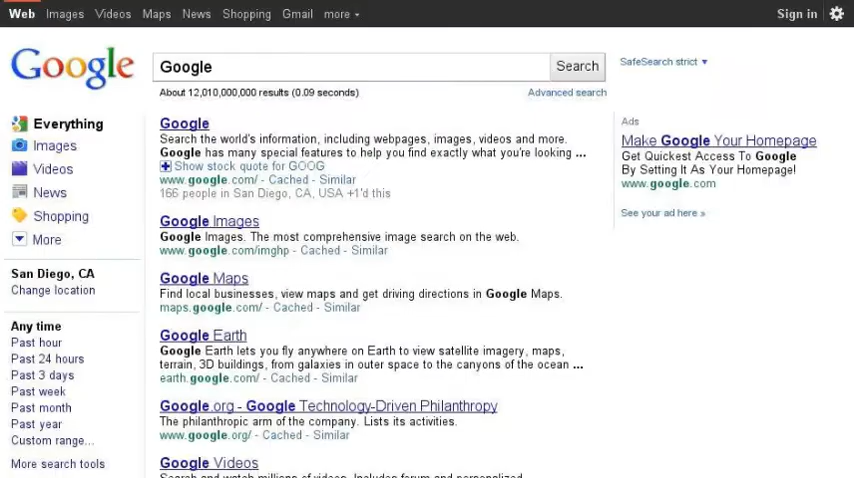 Web Images Videos Maps News Shopping Gmail more
Sign in
Google
Google
Search
SafeSearch strict
About 12,010,000,000 results (0.09 seconds)
Advanced search
Everything
Images
Videos
News
Shopping
More
San Diego, CA
Change location
Any time
Past hour
Past 24 hours
Past 3 days
Past week
Past month
Past year
Custom range...
More search tools
Google
Search the world's information, including webpages, images, videos and more.
Google has many special features to help you find exactly what you're looking ...
Show stock quote for GOOG
www.google.com/ - Cached - Similar
166 people in San Diego, CA, USA +1'd this
Google Images
Google Images. The most comprehensive image search on the web.
www.google.com/imghp - Cached - Similar
Google Maps
Find local businesses, view maps and get driving directions in Google Maps.
maps.google.com/ - Cached - Similar
Google Earth
Google Earth lets you fly anywhere on Earth to view satellite imagery, maps,
terrain, 3D buildings, from galaxies in outer space to the canyons of the ocean ...
earth.google.com/ - Cached - Similar
Google.org - Google Technology-Driven Philanthropy
The philanthropic arm of the company. Lists its activities.
www.google.org/ - Cached - Similar
Google Videos
Search and watch millions of videos. Includes forum and personalized
Ads
Make Google Your Homepage
Get Quickest Access To Google
By Setting It As Your Homepage!
www.google.com
See your ad here »